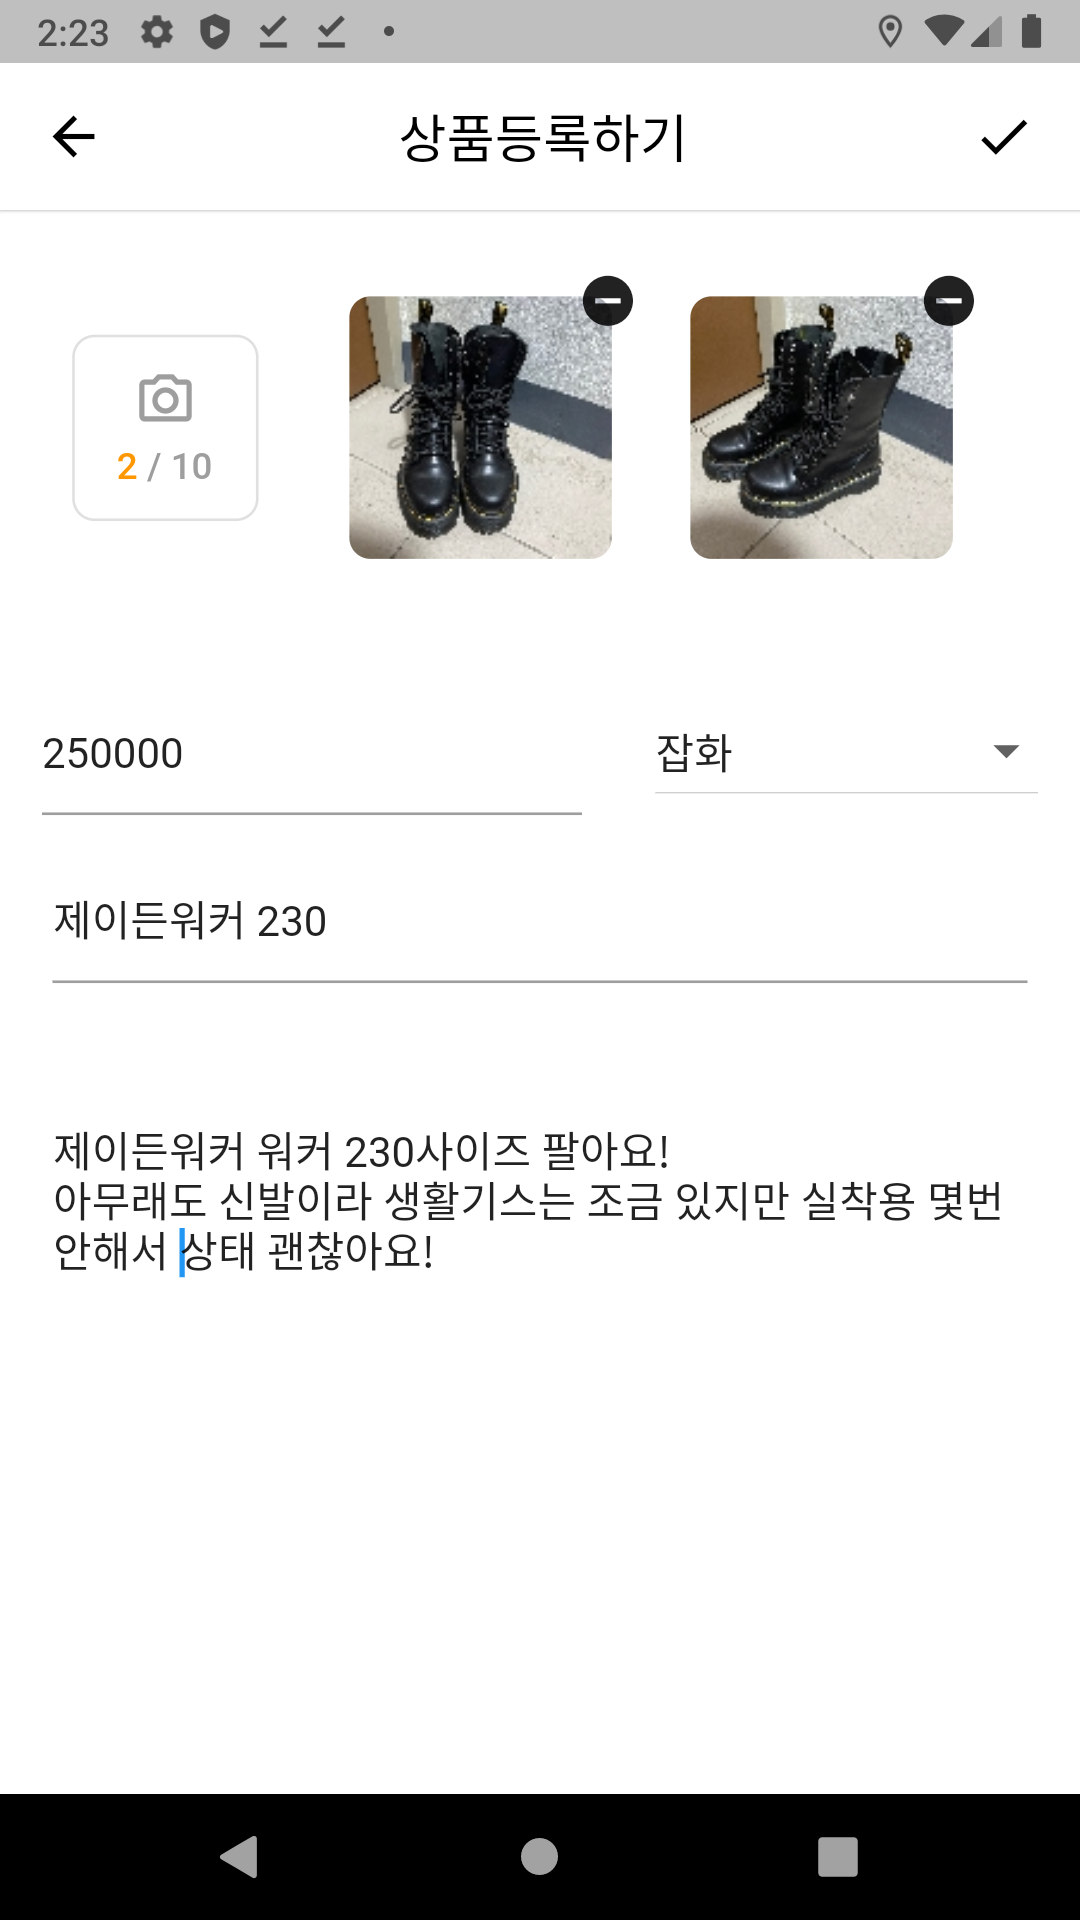 2:23
상품등록하기
2 / 10
250000
잡화
제이든워커 230
제이든워커 워커 230사이즈 팔아요!
아무래도 신발이라 생활기스는 조금 있지만 실착용 몇번
안해서 상태 괜찮아요!